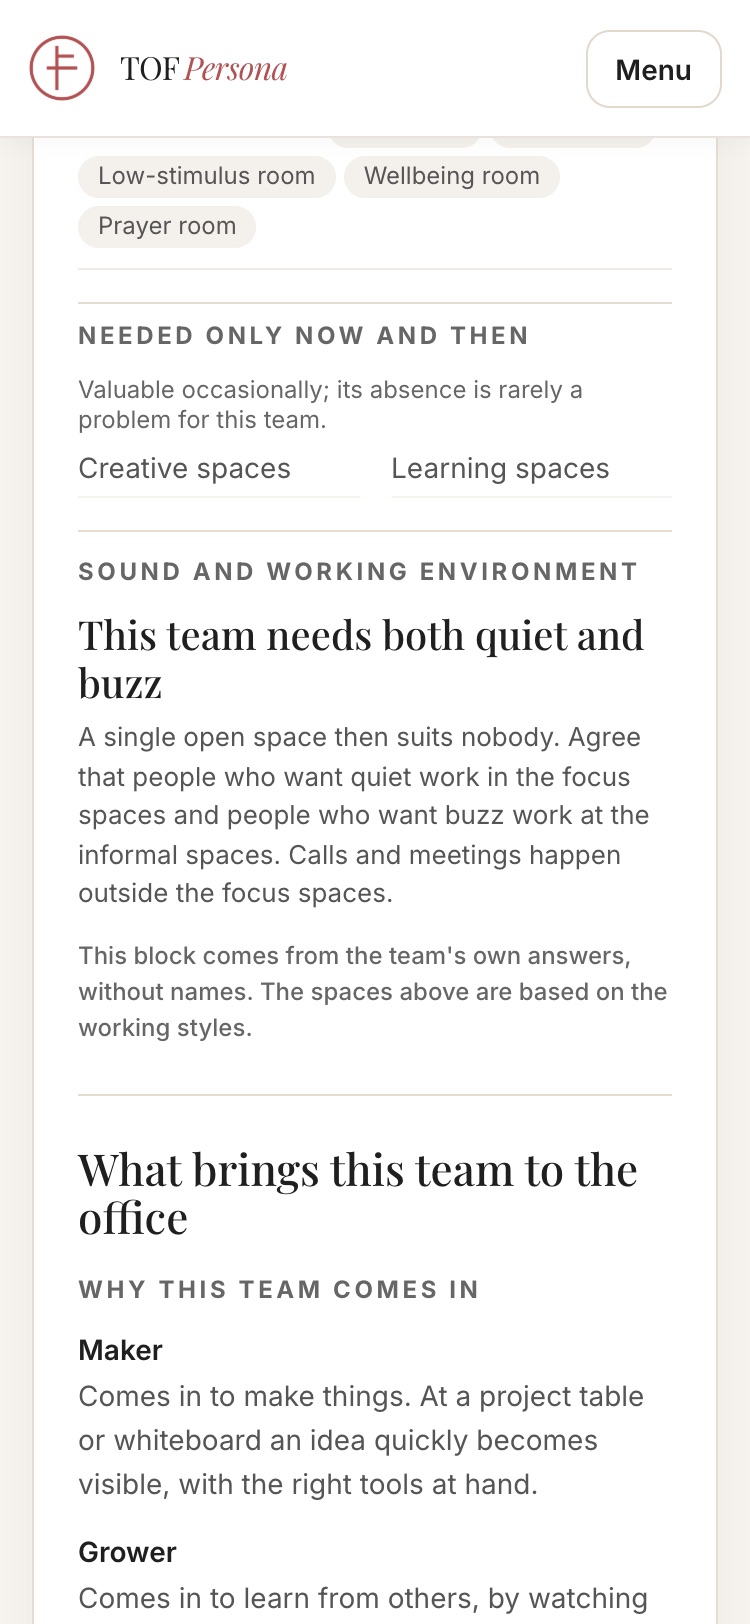 TOF Persona
Menu
Low-stimulus room
Wellbeing room
Prayer room
NEEDED ONLY NOW AND THEN
Valuable occasionally; its absence is rarely a
problem for this team.
Creative spaces
Learning spaces
SOUND AND WORKING ENVIRONMENT
This team needs both quiet and
buzz
A single open space then suits nobody. Agree
that people who want quiet work in the focus
spaces and people who want buzz work at the
informal spaces. Calls and meetings happen
outside the focus spaces.
This block comes from the team's own answers,
without names. The spaces above are based on the
working styles.
What brings this team to the
office
WHY THIS TEAM COMES IN
Maker
Comes in to make things. At a project table
or whiteboard an idea quickly becomes
visible, with the right tools at hand.
Grower
Comes in to learn from others, by watching